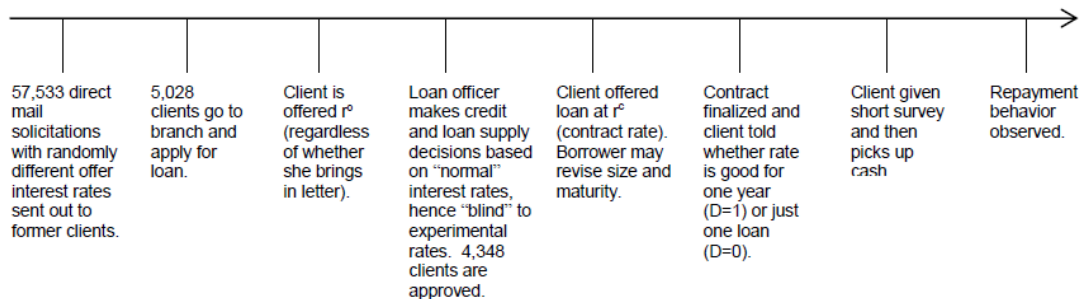 57,533 direct
mail
solicitations
with randomly
different offer
interest rates
sent out to
former clients.
5,028
clients go to
branch and
apply for
loan.
Client is
offered rº
(regardless
of whether
she brings
in letter).
Loan officer
makes credit
and loan supply
decisions based
on “normal”
interest rates,
hence “blind” to
experimental
rates.  4,348
clients are
approved.
Client offered
loan at rᶜ
(contract rate).
Borrower may
revise size and
maturity.
Contract
finalized and
client told
whether rate
is good for
one year
(D=1) or just
one loan
(D=0).
Client given
short survey
and then
picks up
cash
Repayment
behavior
observed.